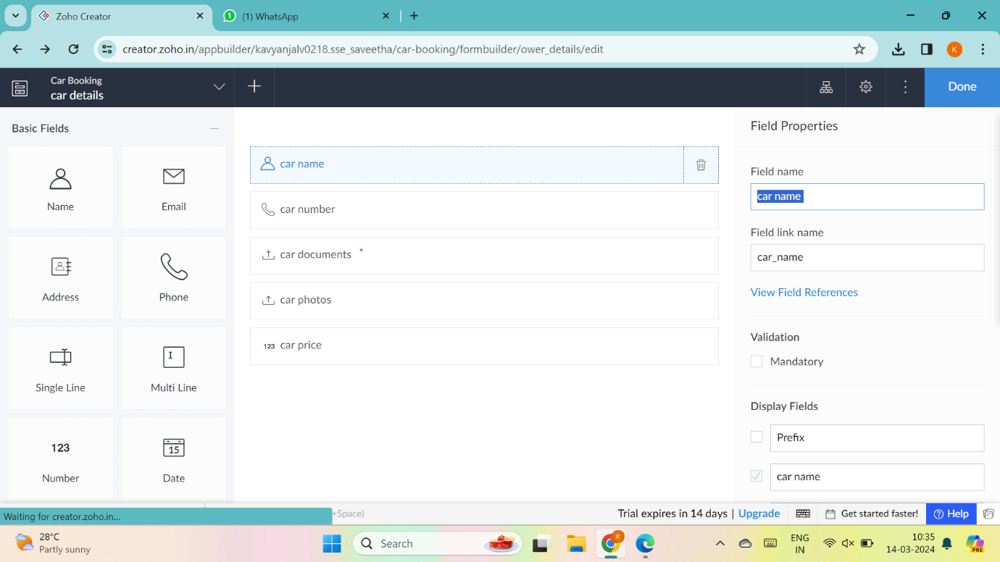 Zoho Creator
1 (1) WhatsApp
creator.zoho.in/appbuilder/kavyanjalv0218.sse_saveetha/car-booking/formbuilder/ower_details/edit
K
Car Booking
car details
Done
Basic Fields
Name
Email
Address
Phone
Single Line
Multi Line
123
15
Number
Date
car name
car number
car documents *
car photos
123 car price
Field Properties
Field name
car name
Field link name
car_name
View Field References
Validation
Mandatory
Display Fields
Prefix
car name
Waiting for creator.zoho.in...
+Space)
Trial expires in 14 days | Upgrade
Get started faster!
? Help
28°C
Partly sunny
Search
K
ENG
IN
10:35
14-03-2024
PRE